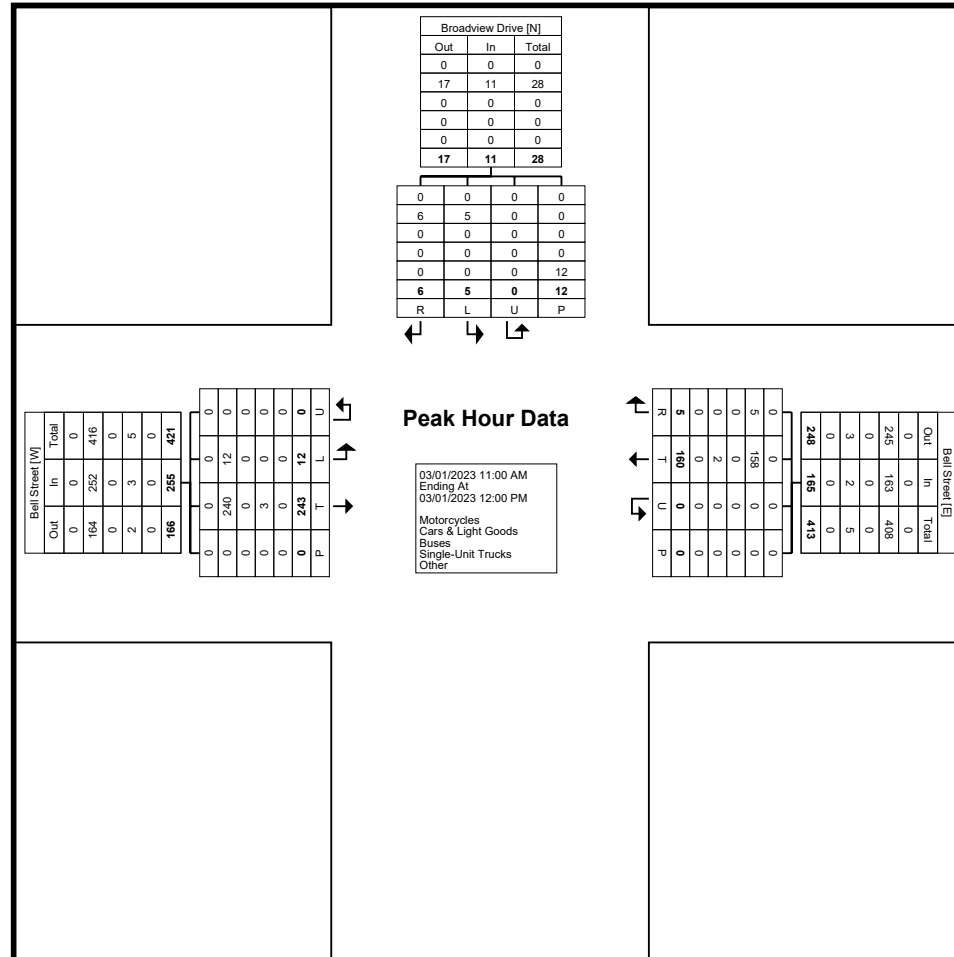 Broadview Drive [N]
Out In Total
0 0 0
17 11 28
0 0 0
0 0 0
0 0 0
17 11 28
0 0 0 0
6 5 0 0
0 0 0 0
0 0 0 0
0 0 0 12
6 5 0 12
R L U P
Bell Street [W]
Total In Out
0 0 0
416 252 164
0 0 0
5 3 2
0 0 0
421 255 166
0 0 0 0
0 12 240 0
0 0 0 0
0 0 3 0
0 0 0 0
0 12 243 0
U L T P
Peak Hour Data
03/01/2023 11:00 AM
Ending At
03/01/2023 12:00 PM
Motorcycles
Cars & Light Goods
Buses
Single-Unit Trucks
Other
R T U P
5 160 0 0
0 0 0 0
0 2 0 0
0 0 0 0
5 158 0 0
0 0 0 0
Bell Street [E]
Out In Total
0 0 0
245 163 408
0 0 0
3 2 5
0 0 0
248 165 413